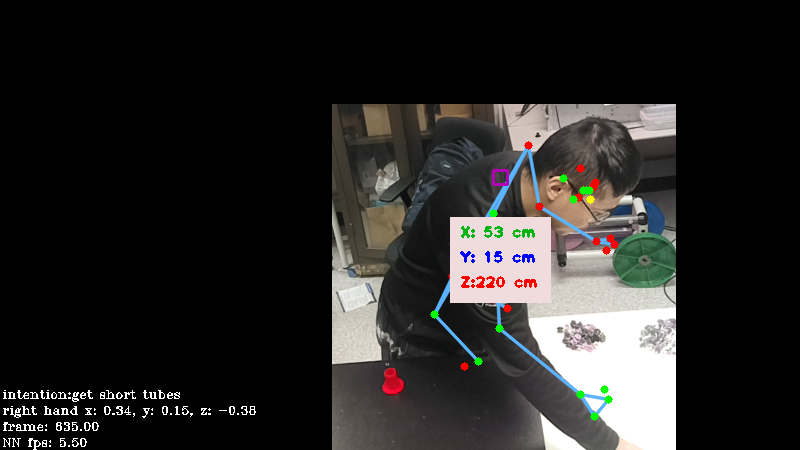 X: 53 cm
Y: 15 cm
Z:220 cm
intention:get short tubes
right hand x: 0.34, y: 0.15, z: −0.38
frame: 635.00
NN fps: 5.50